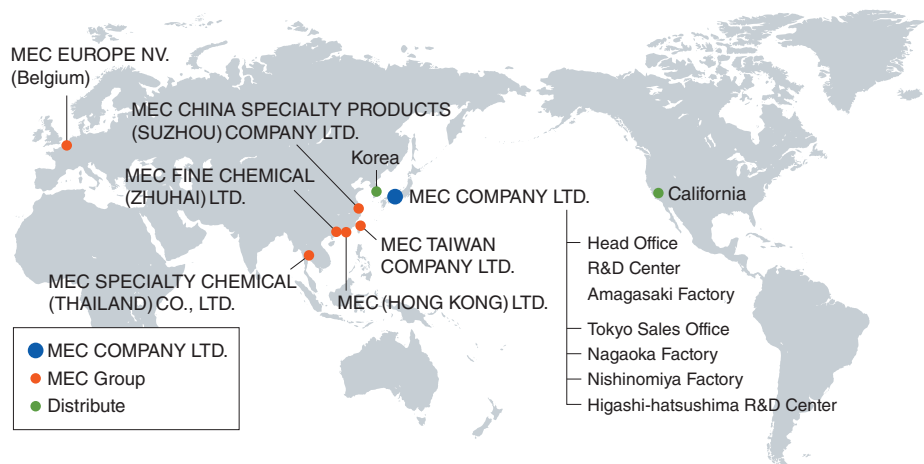 MEC EUROPE NV.
(Belgium)
MEC CHINA SPECIALTY PRODUCTS
(SUZHOU) COMPANY LTD.
Korea
MEC FINE CHEMICAL
(ZHUHAI) LTD.
MEC COMPANY LTD.
California
MEC TAIWAN
COMPANY LTD.
MEC SPECIALTY CHEMICAL
(THAILAND) CO., LTD.
MEC (HONG KONG) LTD.
Head Office
R&D Center
Amagasaki Factory
Tokyo Sales Office
Nagaoka Factory
Nishinomiya Factory
Higashi-hatsushima R&D Center
MEC COMPANY LTD.
MEC Group
Distribute